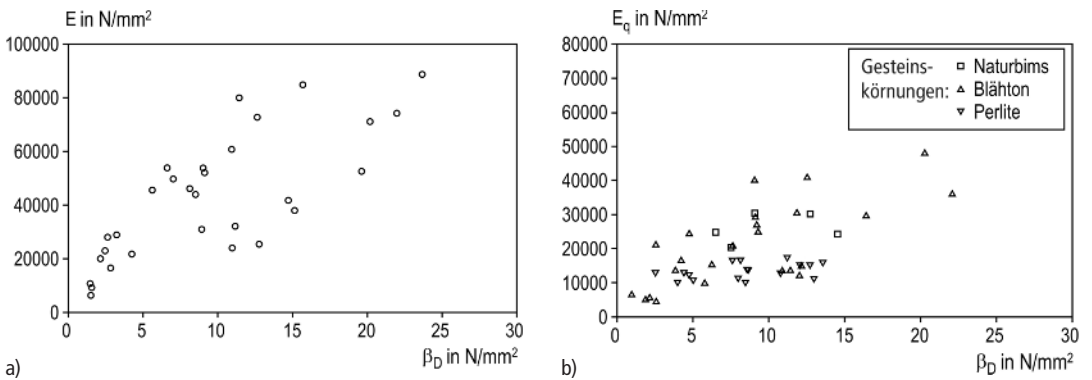 E in N/mm²
100000
80000
60000
40000
20000
0
0 5 10 15 20 25 30
β_D in N/mm²
a)
E_q in N/mm²
80000
70000
60000
50000
40000
30000
20000
10000
0
0 5 10 15 20 25 30
β_D in N/mm²
Gesteins-
körnungen:
Naturbims
Blähton
Perlite
b)